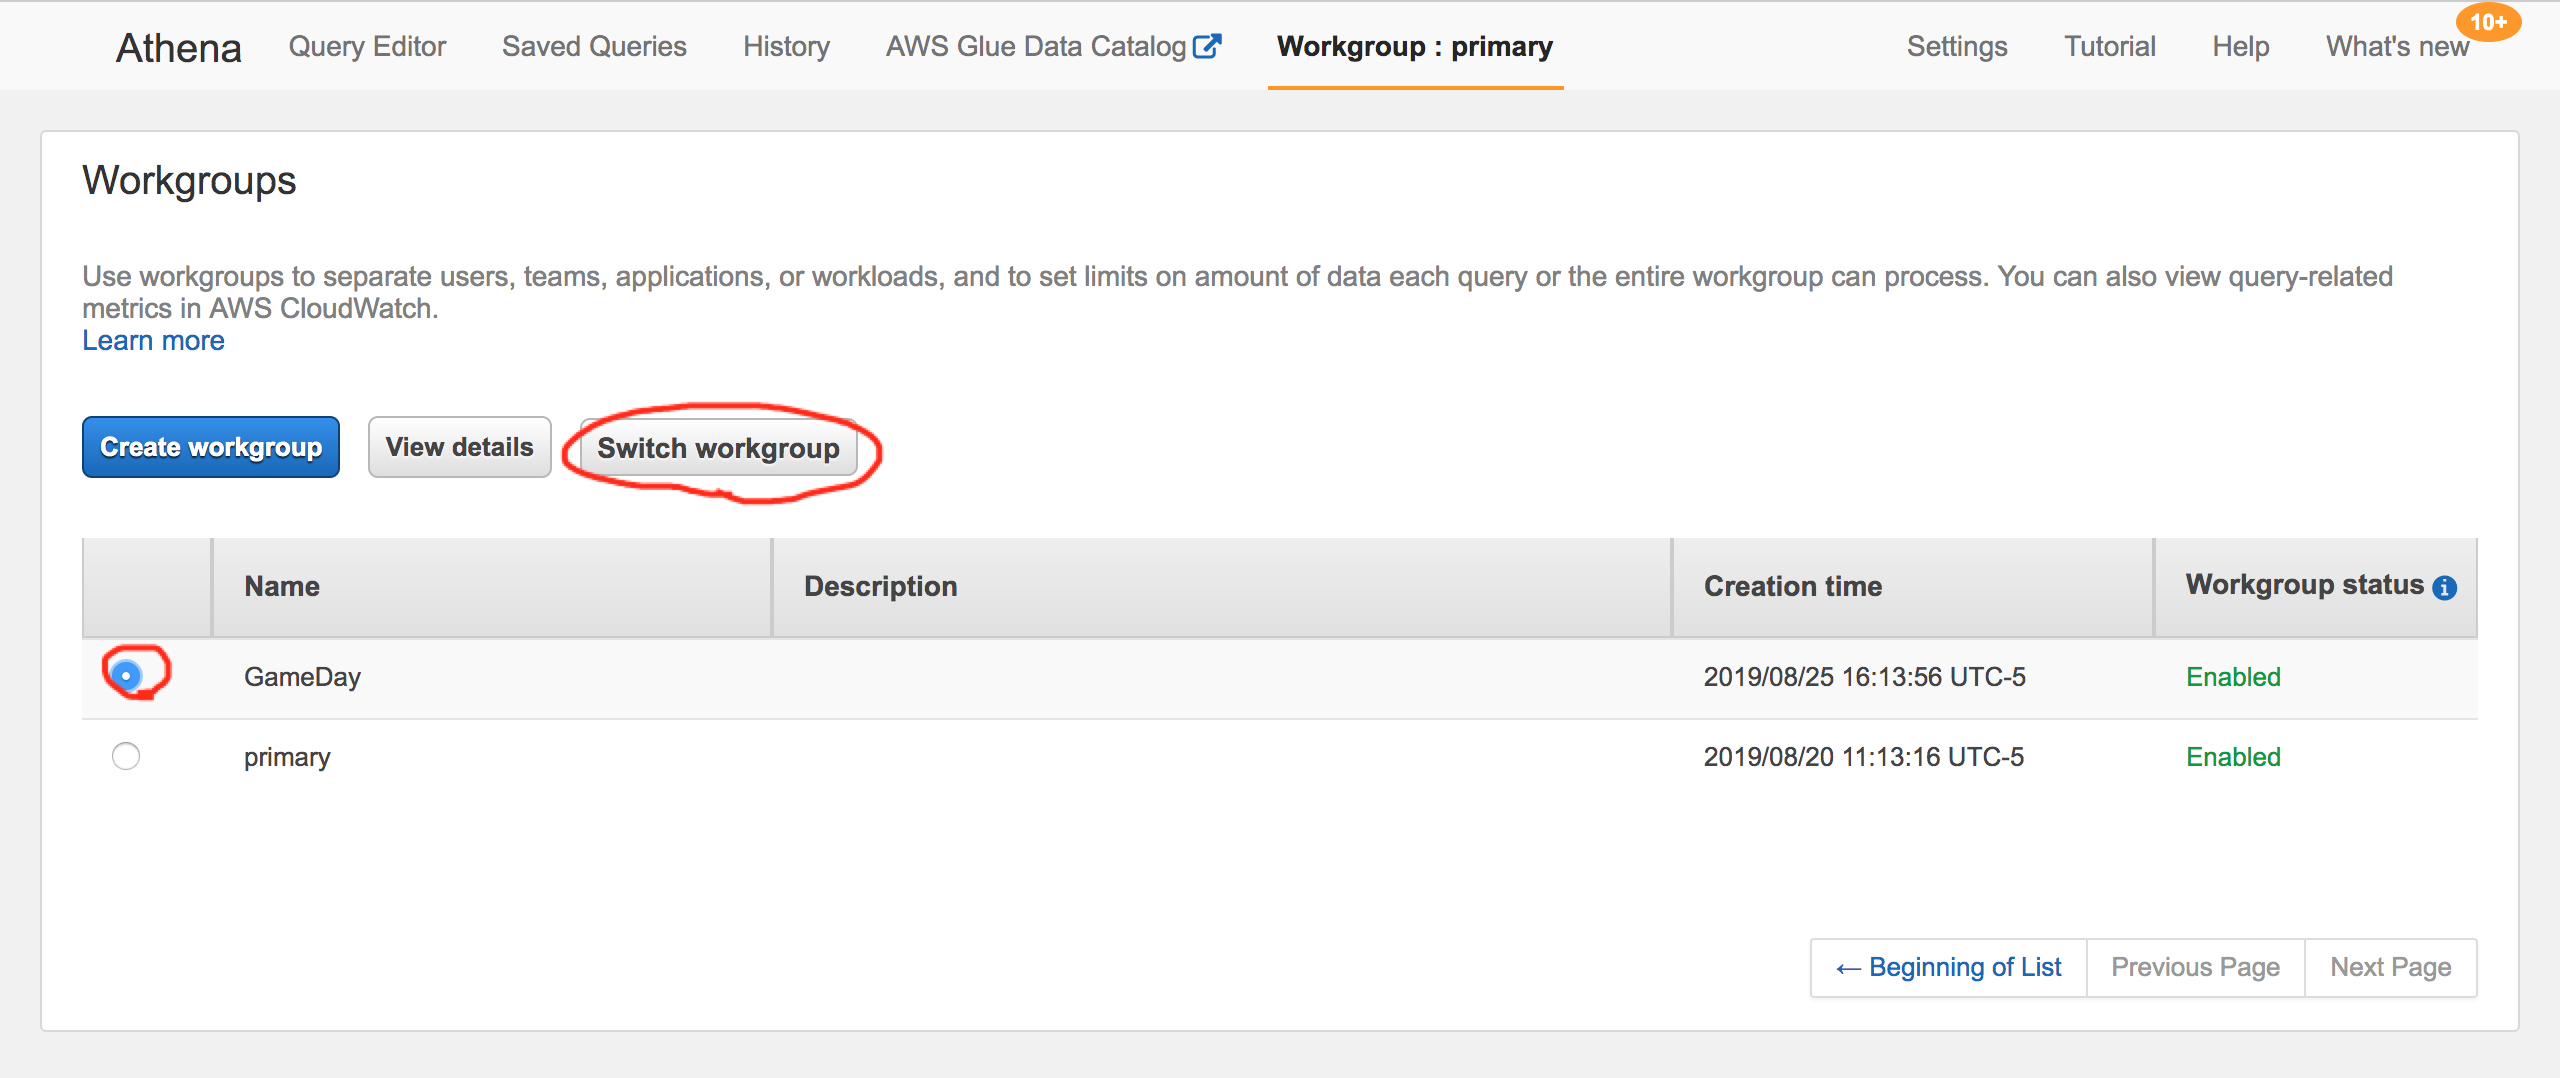 Athena Query Editor Saved Queries History AWS Glue Data Catalog Workgroup : primary Settings Tutorial Help What's new 10+
Workgroups
Use workgroups to separate users, teams, applications, or workloads, and to set limits on amount of data each query or the entire workgroup can process. You can also view query-related
metrics in AWS CloudWatch.
Learn more
Create workgroup View details Switch workgroup
Name Description Creation time Workgroup status
GameDay 2019/08/25 16:13:56 UTC-5 Enabled
primary 2019/08/20 11:13:16 UTC-5 Enabled
← Beginning of List Previous Page Next Page